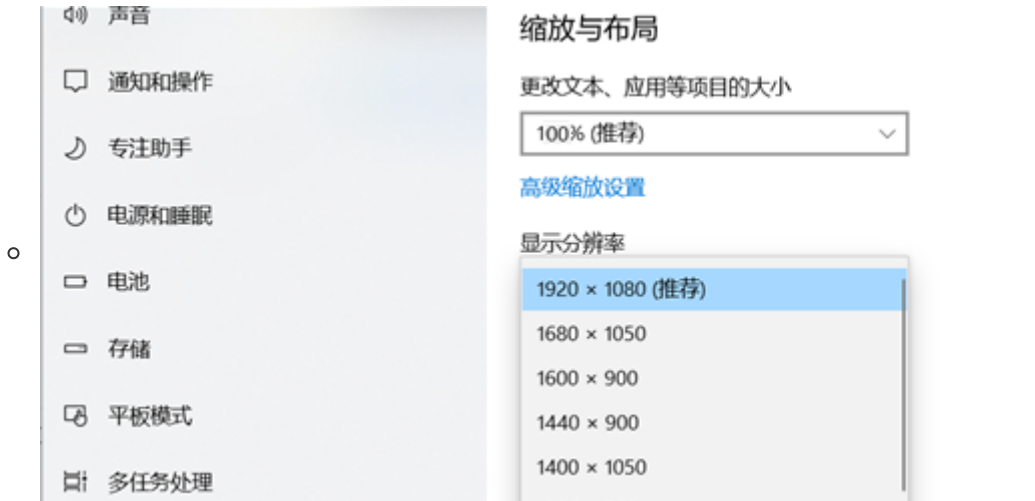 声音
通知和操作
专注助手
电源和睡眠
电池
存储
平板模式
多任务处理
缩放与布局
更改文本、应用等项目的大小
100% (推荐)
高级缩放设置
显示分辨率
1920 × 1080 (推荐)
1680 × 1050
1600 × 900
1440 × 900
1400 × 1050